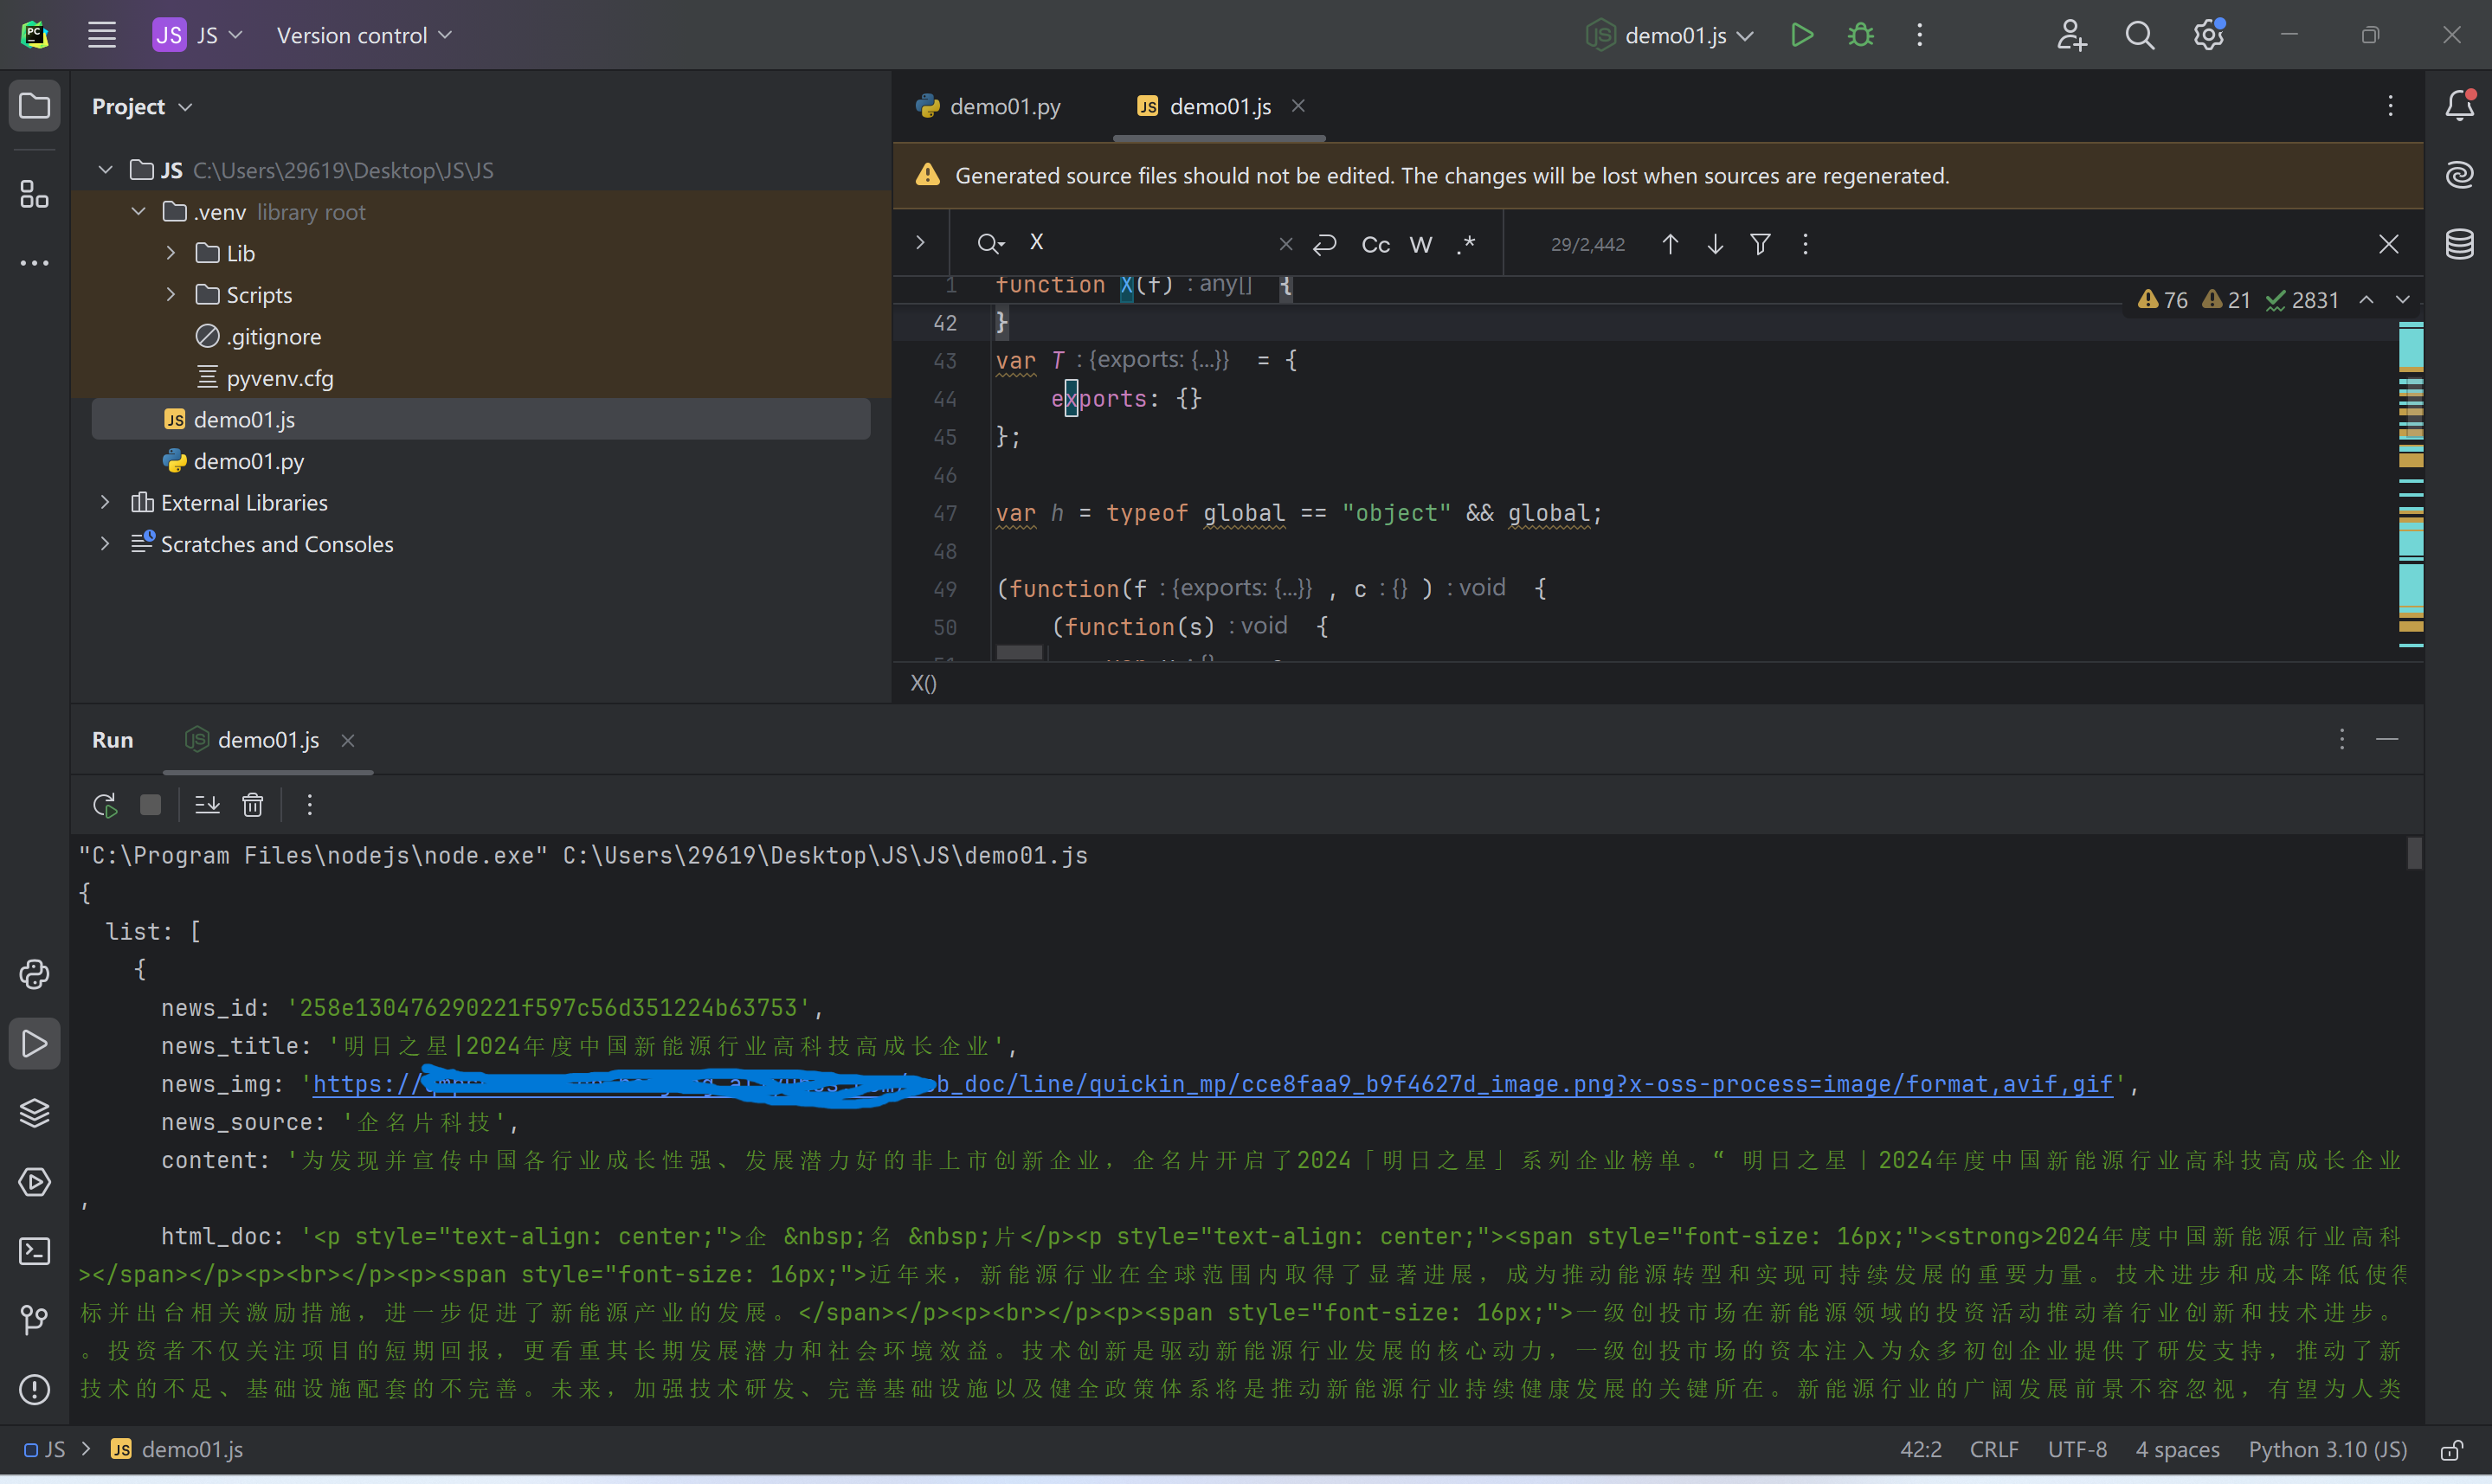 PC
JS JS Version control
demo01.js
Project
JS C:\Users\29619\Desktop\JS\JS
.venv library root
Lib
Scripts
.gitignore
pyvenv.cfg
JS demo01.js
demo01.py
External Libraries
Scratches and Consoles
demo01.py
JS demo01.js
Generated source files should not be edited. The changes will be lost when sources are regenerated.
X
Cc W .* 29/2,442
1 function X(f) : any[] {
76 21 2831
42 }
43 var T : {exports: {...}} = {
44 exports: {}
45 };
46
47 var h = typeof global == "object" && global;
48
49 (function(f : {exports: {...}} , c : {} ) : void {
50 (function(s) : void {
X()
Run demo01.js
"C:\Program Files\nodejs\node.exe" C:\Users\29619\Desktop\JS\JS\demo01.js
{
list: [
{
news_id: '258e130476290221f597c56d351224b63753',
news_title: '明日之星|2024年度中国新能源行业高科技高成长企业',
news_img: 'https://b_doc/line/quickin_mp/cce8faa9_b9f4627d_image.png?x-oss-process=image/format,avif,gif',
news_source: '企名片科技',
content: '为发现并宣传中国各行业成长性强、发展潜力好的非上市创新企业，企名片开启了2024「明日之星」系列企业榜单。“ 明日之星 | 2024年度中国新能源行业高科技高成长企业
,
html_doc: '<p style="text-align: center;">企 &nbsp;名 &nbsp;片</p><p style="text-align: center;"><span style="font-size: 16px;"><strong>2024年度中国新能源行业高科
></span></p><p><br></p><p><span style="font-size: 16px;">近年来，新能源行业在全球范围内取得了显著进展，成为推动能源转型和实现可持续发展的重要力量。技术进步和成本降低使得
标并出台相关激励措施，进一步促进了新能源产业的发展。</span></p><p><br></p><p><span style="font-size: 16px;">一级创投市场在新能源领域的投资活动推动着行业创新和技术进步。
。投资者不仅关注项目的短期回报，更看重其长期发展潜力和社会环境效益。技术创新是驱动新能源行业发展的核心动力，一级创投市场的资本注入为众多初创企业提供了研发支持，推动了新
技术的不足、基础设施配套的不完善。未来，加强技术研发、完善基础设施以及健全政策体系将是推动新能源行业持续健康发展的关键所在。新能源行业的广阔发展前景不容忽视，有望为人类
JS JS demo01.js
42:2 CRLF UTF-8 4 spaces Python 3.10 (JS)